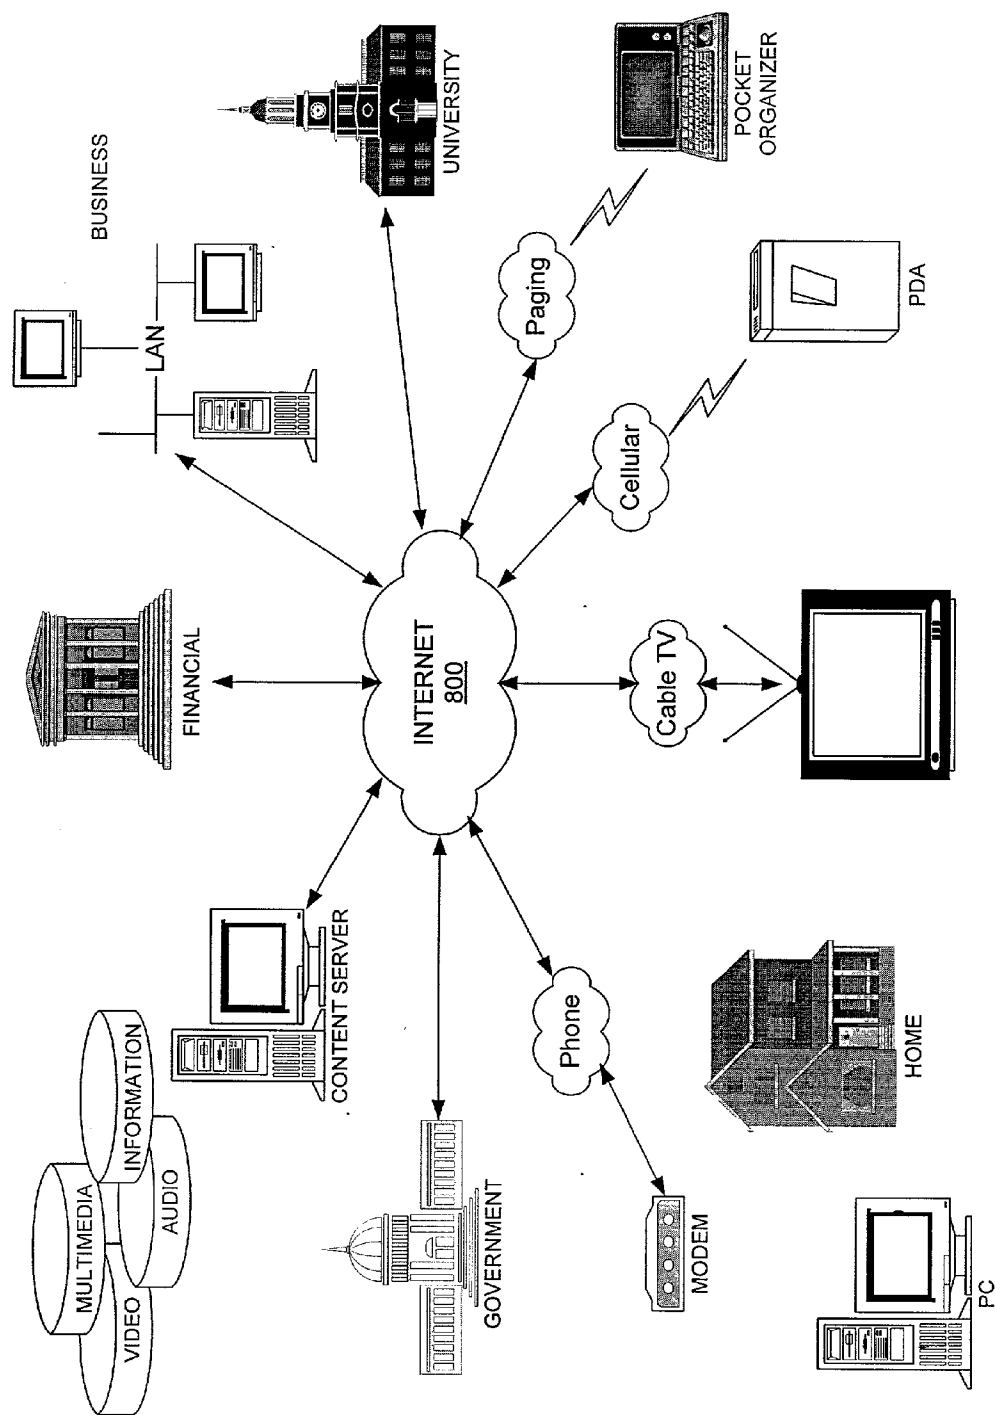 VIDEO
MULTIMEDIA
AUDIO
INFORMATION
CONTENT SERVER
FINANCIAL
LAN
BUSINESS
GOVERNMENT
INTERNET
800
UNIVERSITY
MODEM
Phone
Cable TV
Cellular
Paging
POCKET
ORGANIZER
PC
HOME
PDA